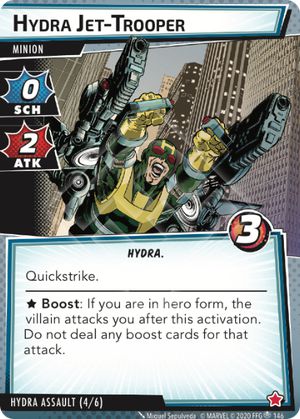 HYDRA JET-TROOPER
MINION
0
SCH
2
ATK
3
HYDRA.
Quickstrike.
★ Boost: If you are in hero form, the
villain attacks you after this activation.
Do not deal any boost cards for that
attack.
HYDRA ASSAULT (4/6)
Miguel Sepulveda © MARVEL © 2020 FFG 146